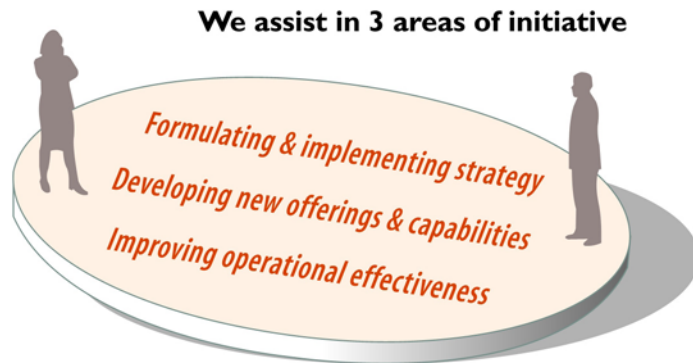 We assist in 3 areas of initiative
Formulating & implementing strategy
Developing new offerings & capabilities
Improving operational effectiveness